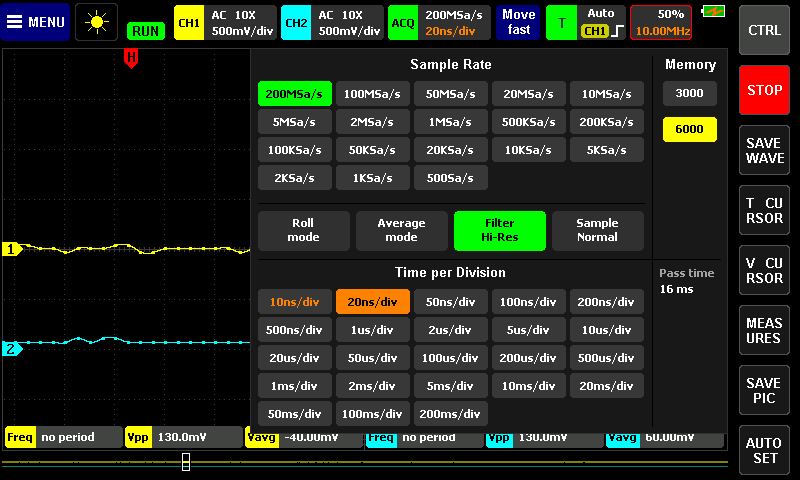 MENU
RUN
CH1
AC 10X
500mV/div
CH2
AC 10X
500mV/div
ACQ
200MSa/s
20ns/div
Move
fast
T
Auto
CH1
50%
10.00MHz
CTRL
H
Sample Rate
Memory
200MSa/s 100MSa/s 50MSa/s 20MSa/s 10MSa/s
3000
5MSa/s 2MSa/s 1MSa/s 500KSa/s 200KSa/s
6000
100KSa/s 50KSa/s 20KSa/s 10KSa/s 5KSa/s
2KSa/s 1KSa/s 500Sa/s
Roll
mode
Average
mode
Filter
Hi-Res
Sample
Normal
1
2
Time per Division
Pass time
16 ms
10ns/div 20ns/div 50ns/div 100ns/div 200ns/div
500ns/div 1us/div 2us/div 5us/div 10us/div
20us/div 50us/div 100us/div 200us/div 500us/div
1ms/div 2ms/div 5ms/div 10ms/div 20ms/div
50ms/div 100ms/div 200ms/div
STOP
SAVE
WAVE
T CU
RSOR
V CU
RSOR
MEAS
URES
SAVE
PIC
AUTO
SET
Freq no period Vpp 130.0mV Vavg -40.00mV Freq no period Vpp 130.0mV Vavg 60.00mV